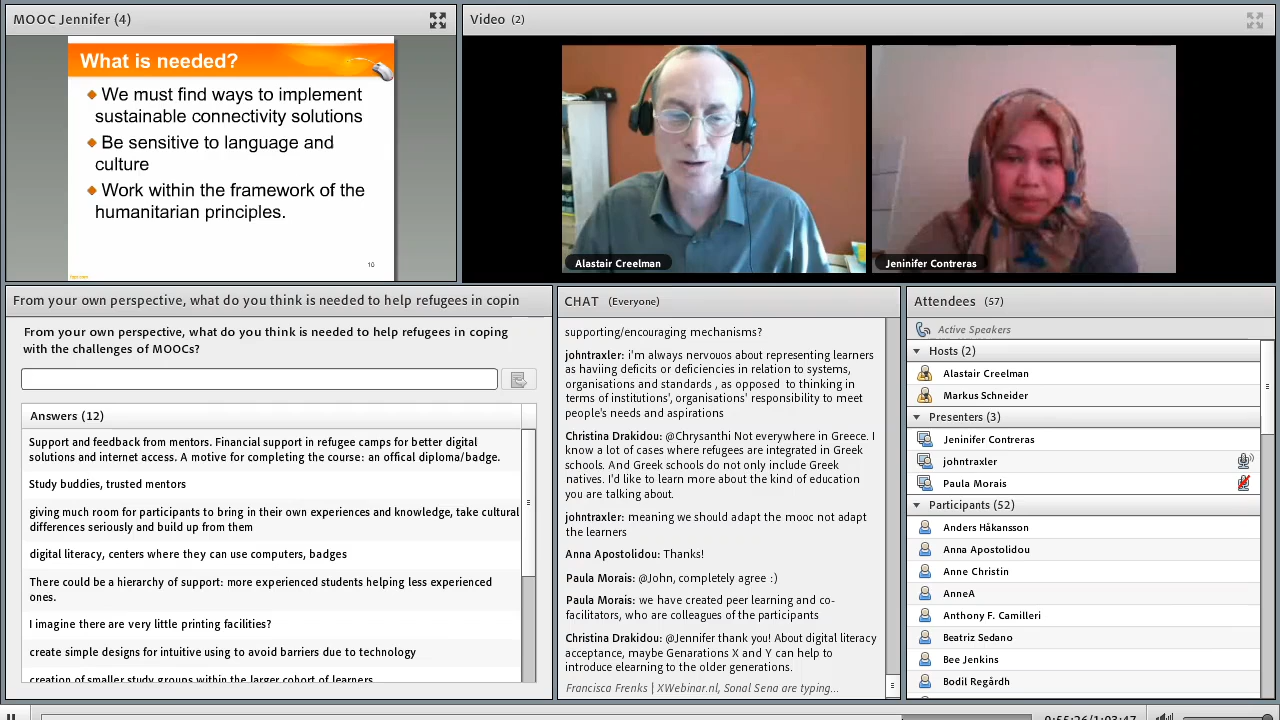 MOOC Jennifer (4)
What is needed?
We must find ways to implement
sustainable connectivity solutions
Be sensitive to language and
culture
Work within the framework of the
humanitarian principles.
10
Video (2)
Alastair Creelman
Jeninifer Contreras
From your own perspective, what do you think is needed to help refugees in copin
From your own perspective, what do you think is needed to help refugees in coping
with the challenges of MOOCs?
Answers (12)
Support and feedback from mentors. Financial support in refugee camps for better digital
solutions and internet access. A motive for completing the course: an offical diploma/badge.
Study buddies, trusted mentors
giving much room for participants to bring in their own experiences and knowledge, take cultural
differences seriously and build up from them
digital literacy, centers where they can use computers, badges
There could be a hierarchy of support: more experienced students helping less experienced
ones.
I imagine there are very little printing facilities?
create simple designs for intuitive using to avoid barriers due to technology
creation of smaller study groups within the larger cohort of learners
CHAT (Everyone)
supporting/encouraging mechanisms?
johntraxler: i'm always nervouos about representing learners
as haviing deficits or deficiencies in relation to systems,
organisations and standards , as opposed to thinking in
terms of institutions', organisations' responsibility to meet
people's needs and aspirations
Christina Drakidou: @Chrysanthi Not everywhere in Greece. I
know a lot of cases where refugees are integrated in Greek
schools. And Greek schools do not only include Greek
natives. I'd like to learn more about the kind of education
you are talking about.
johntraxler: meaning we should adapt the mooc not adapt
the learners
Anna Apostolidou: Thanks!
Paula Morais: @John, completely agree :)
Paula Morais: we have created peer learning and co-
facilitators, who are colleagues of the participants
Christina Drakidou: @Jennifer thank you! About digital literacy
acceptance, maybe Genarations X and Y can help to
introduce elearning to the older generations.
Francisca Frenks | XWebinar.nl, Sonal Sena are typing...
Attendees (57)
Active Speakers
Hosts (2)
Alastair Creelman
Markus Schneider
Presenters (3)
Jeninifer Contreras
johntraxler
Paula Morais
Participants (52)
Anders Håkansson
Anna Apostolidou
Anne Christin
AnneA
Anthony F. Camilleri
Beatriz Sedano
Bee Jenkins
Bodil Regårdh
0:55:26/1:03:47